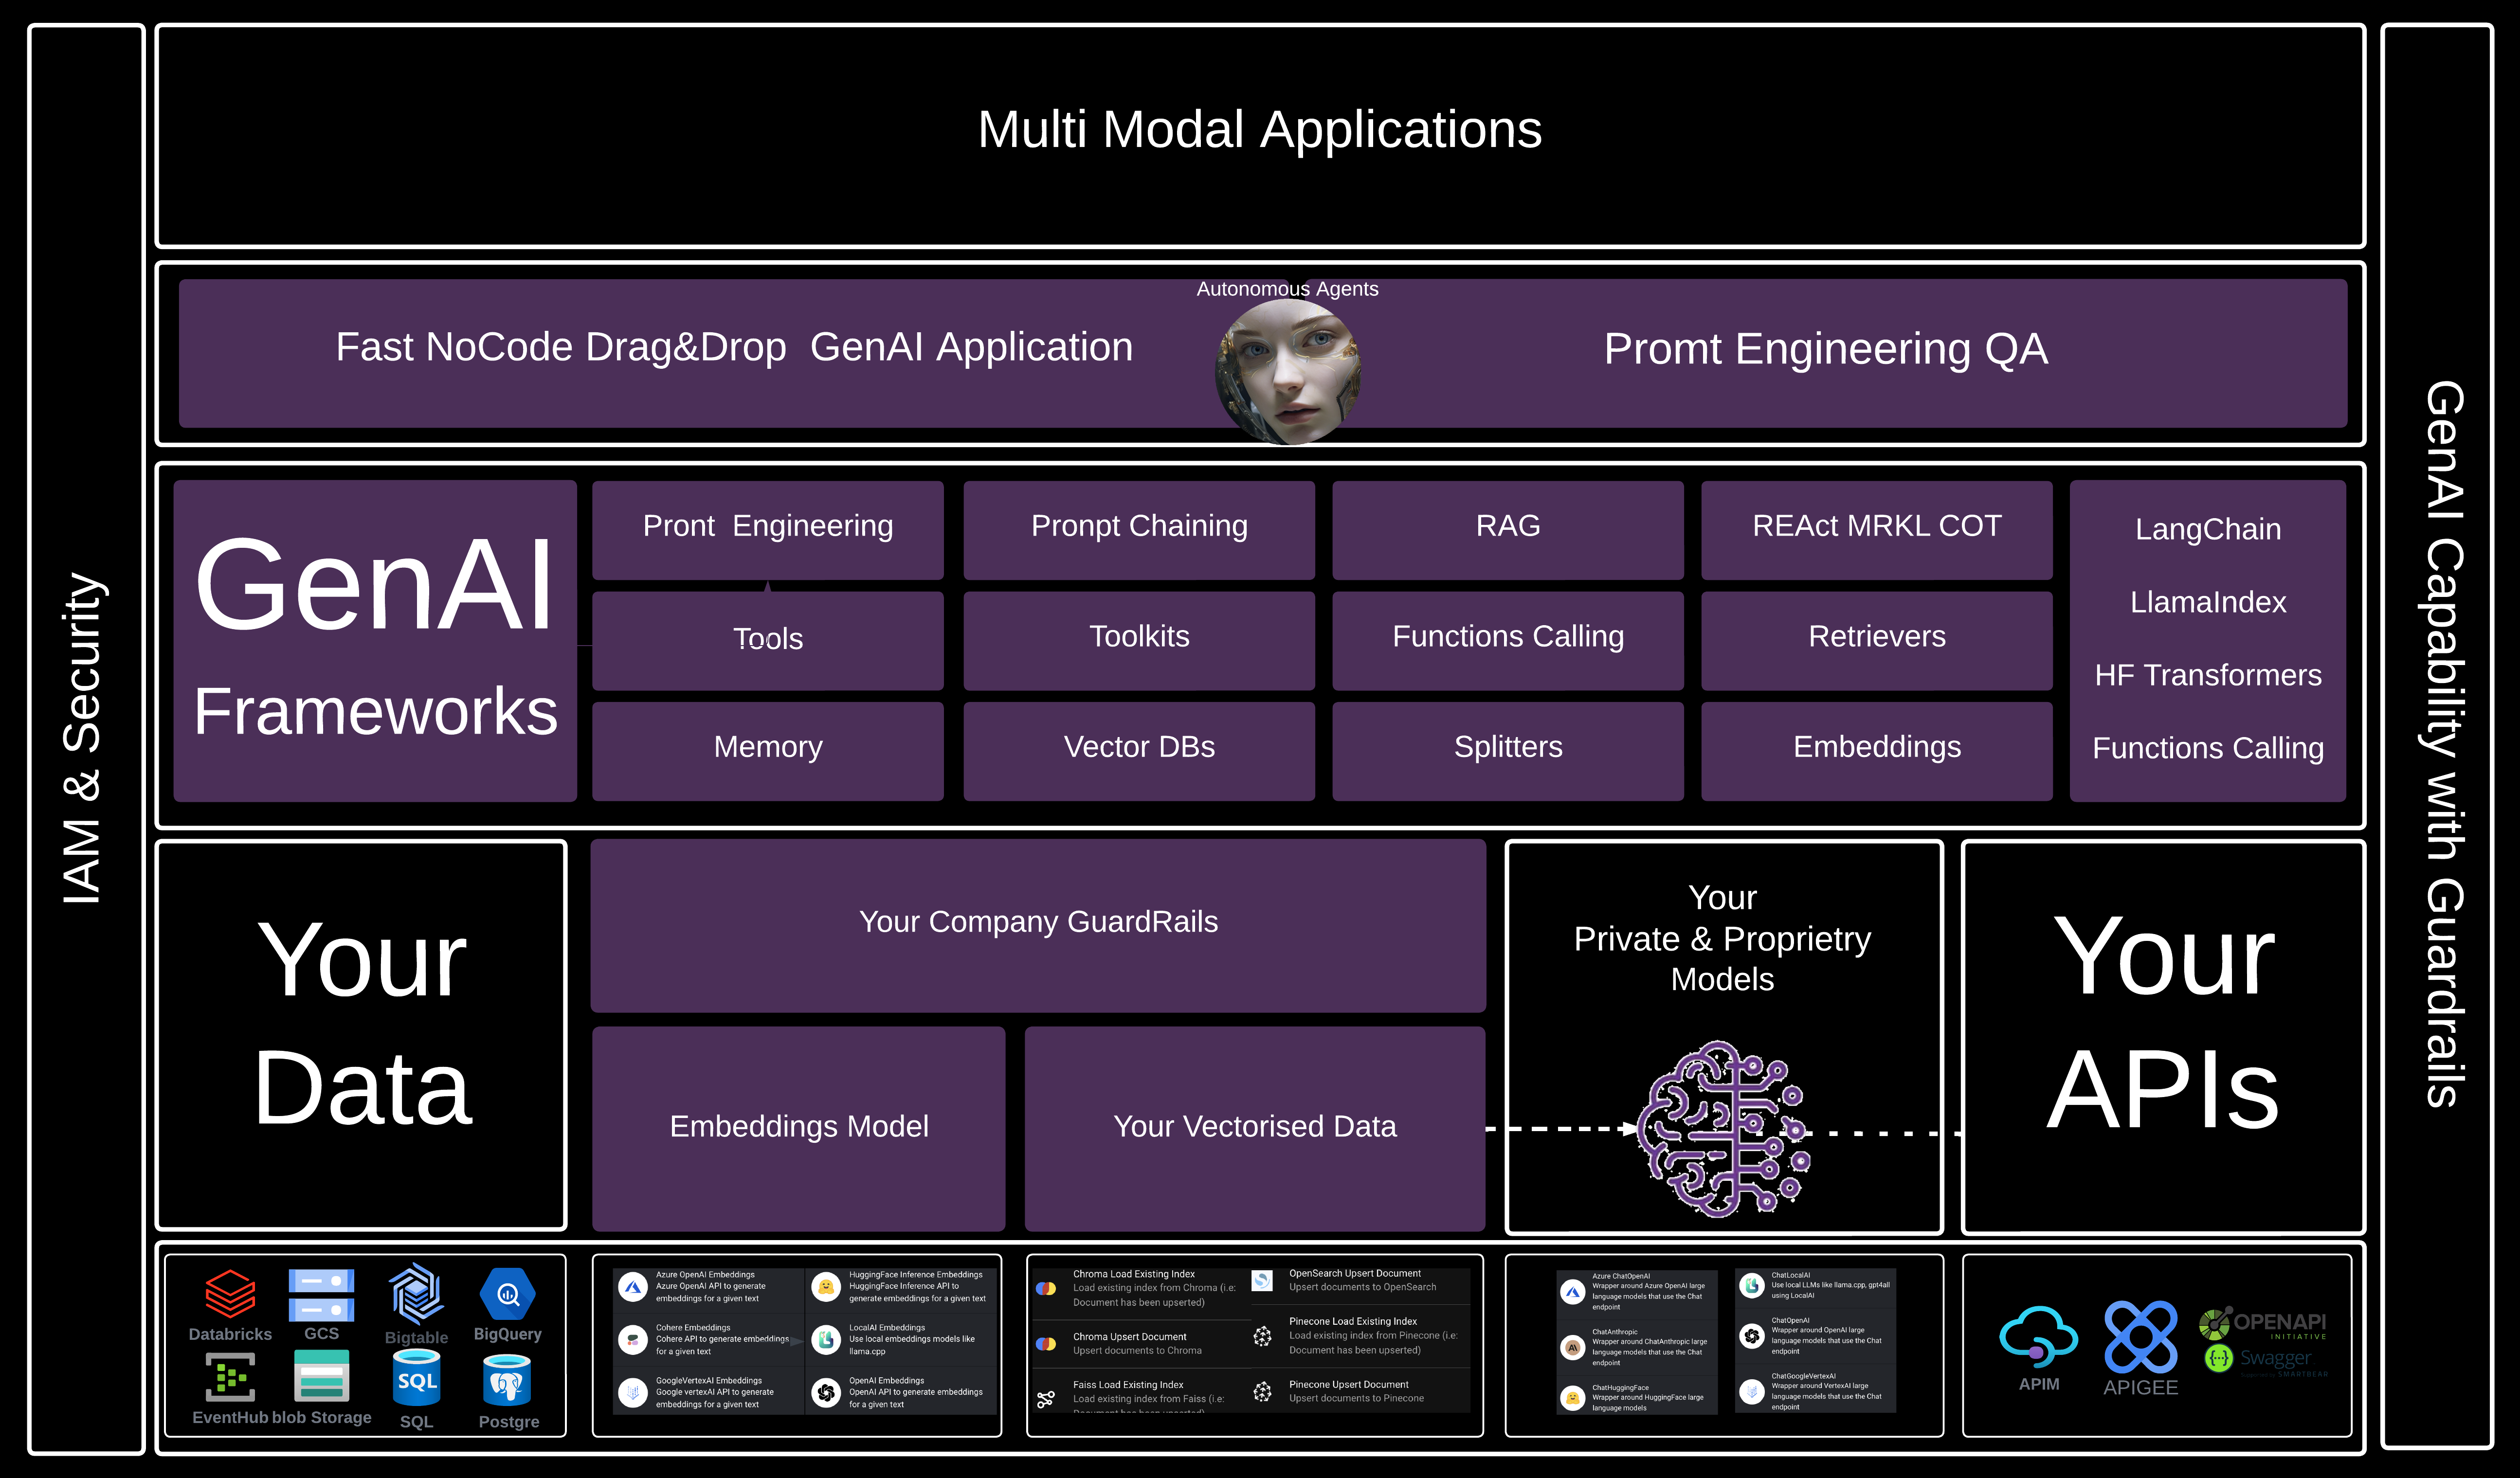 IAM & Security
Multi Modal Applications
Autonomous Agents
Fast NoCode Drag&Drop  GenAI Application
Promt Engineering QA
GenAI
Frameworks
Pront  Engineering
Pronpt Chaining
RAG
REAct MRKL COT
Tools
Toolkits
Functions Calling
Retrievers
Memory
Vector DBs
Splitters
Embeddings
LangChain
LlamaIndex
HF Transformers
Functions Calling
GenAI Capability with Guardrails
Your
Data
Your Company GuardRails
Embeddings Model
Your Vectorised Data
Your
Private & Proprietry
Models
Your
APIs
Databricks
GCS
Bigtable
BigQuery
EventHub
blob Storage
SQL
SQL
Postgre
Azure OpenAI Embeddings
Azure OpenAI API to generate
embeddings for a given text
Cohere Embeddings
Cohere API to generate embeddings
for a given text
GoogleVertexAI Embeddings
Google vertexAI API to generate
embeddings for a given text
HuggingFace Inference Embeddings
HuggingFace Inference API to
generate embeddings for a given text
LocalAI Embeddings
Use local embeddings models like
llama.cpp
OpenAI Embeddings
OpenAI API to generate embeddings
for a given text
Chroma Load Existing Index
Load existing index from Chroma (i.e:
Document has been upserted)
Chroma Upsert Document
Upsert documents to Chroma
Faiss Load Existing Index
Load existing index from Faiss (i.e:
Document has been upserted)
OpenSearch Upsert Document
Upsert documents to OpenSearch
Pinecone Load Existing Index
Load existing index from Pinecone (i.e:
Document has been upserted)
Pinecone Upsert Document
Upsert documents to Pinecone
Azure ChatOpenAI
Wrapper around Azure OpenAI large
language models that use the Chat
endpoint
ChatAnthropic
Wrapper around ChatAnthropic large
language models that use the Chat
endpoint
ChatHuggingFace
Wrapper around HuggingFace large
language models
ChatLocalAI
Use local LLMs like llama.cpp, gpt4all
using LocalAI
ChatOpenAI
Wrapper around OpenAI large
language models that use the Chat
endpoint
ChatGoogleVertexAI
Wrapper around VertexAI large
language models that use the Chat
endpoint
APIM
APIGEE
OPENAPI
INITIATIVE
Swagger
Supported by SMARTBEAR